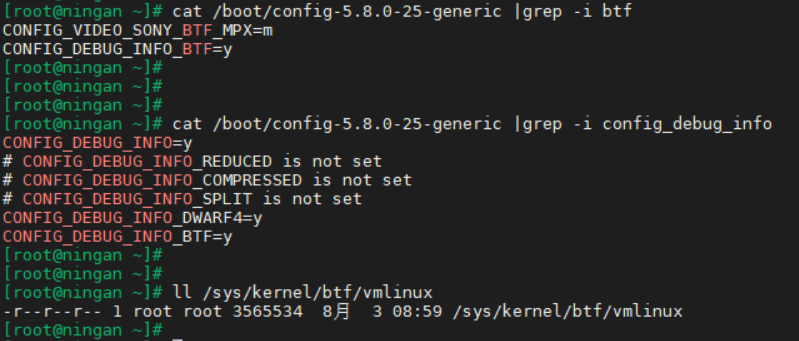 [root@ningan ~]# cat /boot/config-5.8.0-25-generic |grep -i btf
CONFIG_VIDEO_SONY_BTF_MPX=m
CONFIG_DEBUG_INFO_BTF=y
[root@ningan ~]#
[root@ningan ~]#
[root@ningan ~]#
[root@ningan ~]# cat /boot/config-5.8.0-25-generic |grep -i config_debug_info
CONFIG_DEBUG_INFO=y
# CONFIG_DEBUG_INFO_REDUCED is not set
# CONFIG_DEBUG_INFO_COMPRESSED is not set
# CONFIG_DEBUG_INFO_SPLIT is not set
CONFIG_DEBUG_INFO_DWARF4=y
CONFIG_DEBUG_INFO_BTF=y
[root@ningan ~]#
[root@ningan ~]#
[root@ningan ~]# ll /sys/kernel/btf/vmlinux
-r--r--r-- 1 root root 3565534  8月  3 08:59 /sys/kernel/btf/vmlinux
[root@ningan ~]#